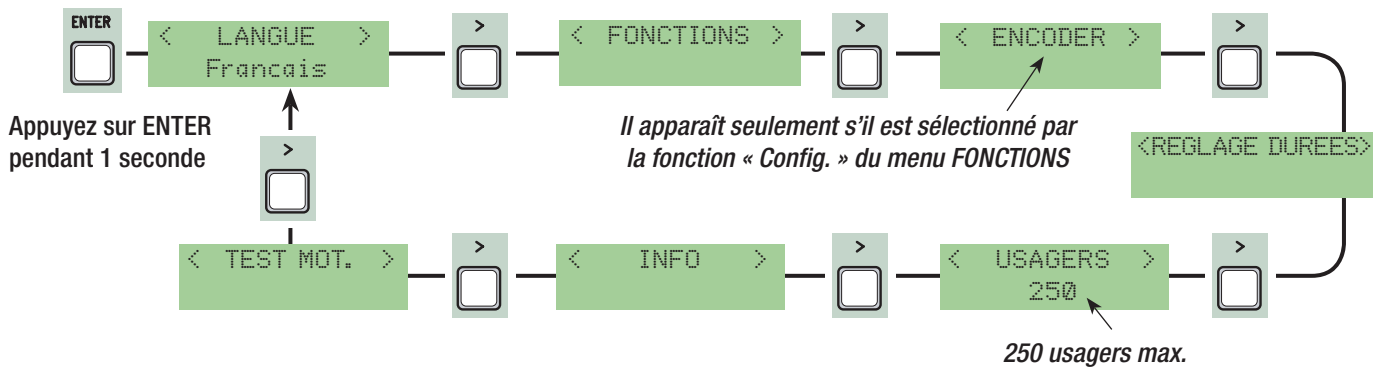 ENTER
< LANGUE >
Francais
>
< FONCTIONS >
>
< ENCODER >
>
Appuyez sur ENTER
pendant 1 seconde
Il apparaît seulement s'il est sélectionné par
la fonction « Config. » du menu FONCTIONS
<REGLAGE DUREES>
>
< TEST MOT. >
>
< INFO >
>
< USAGERS >
250
>
250 usagers max.